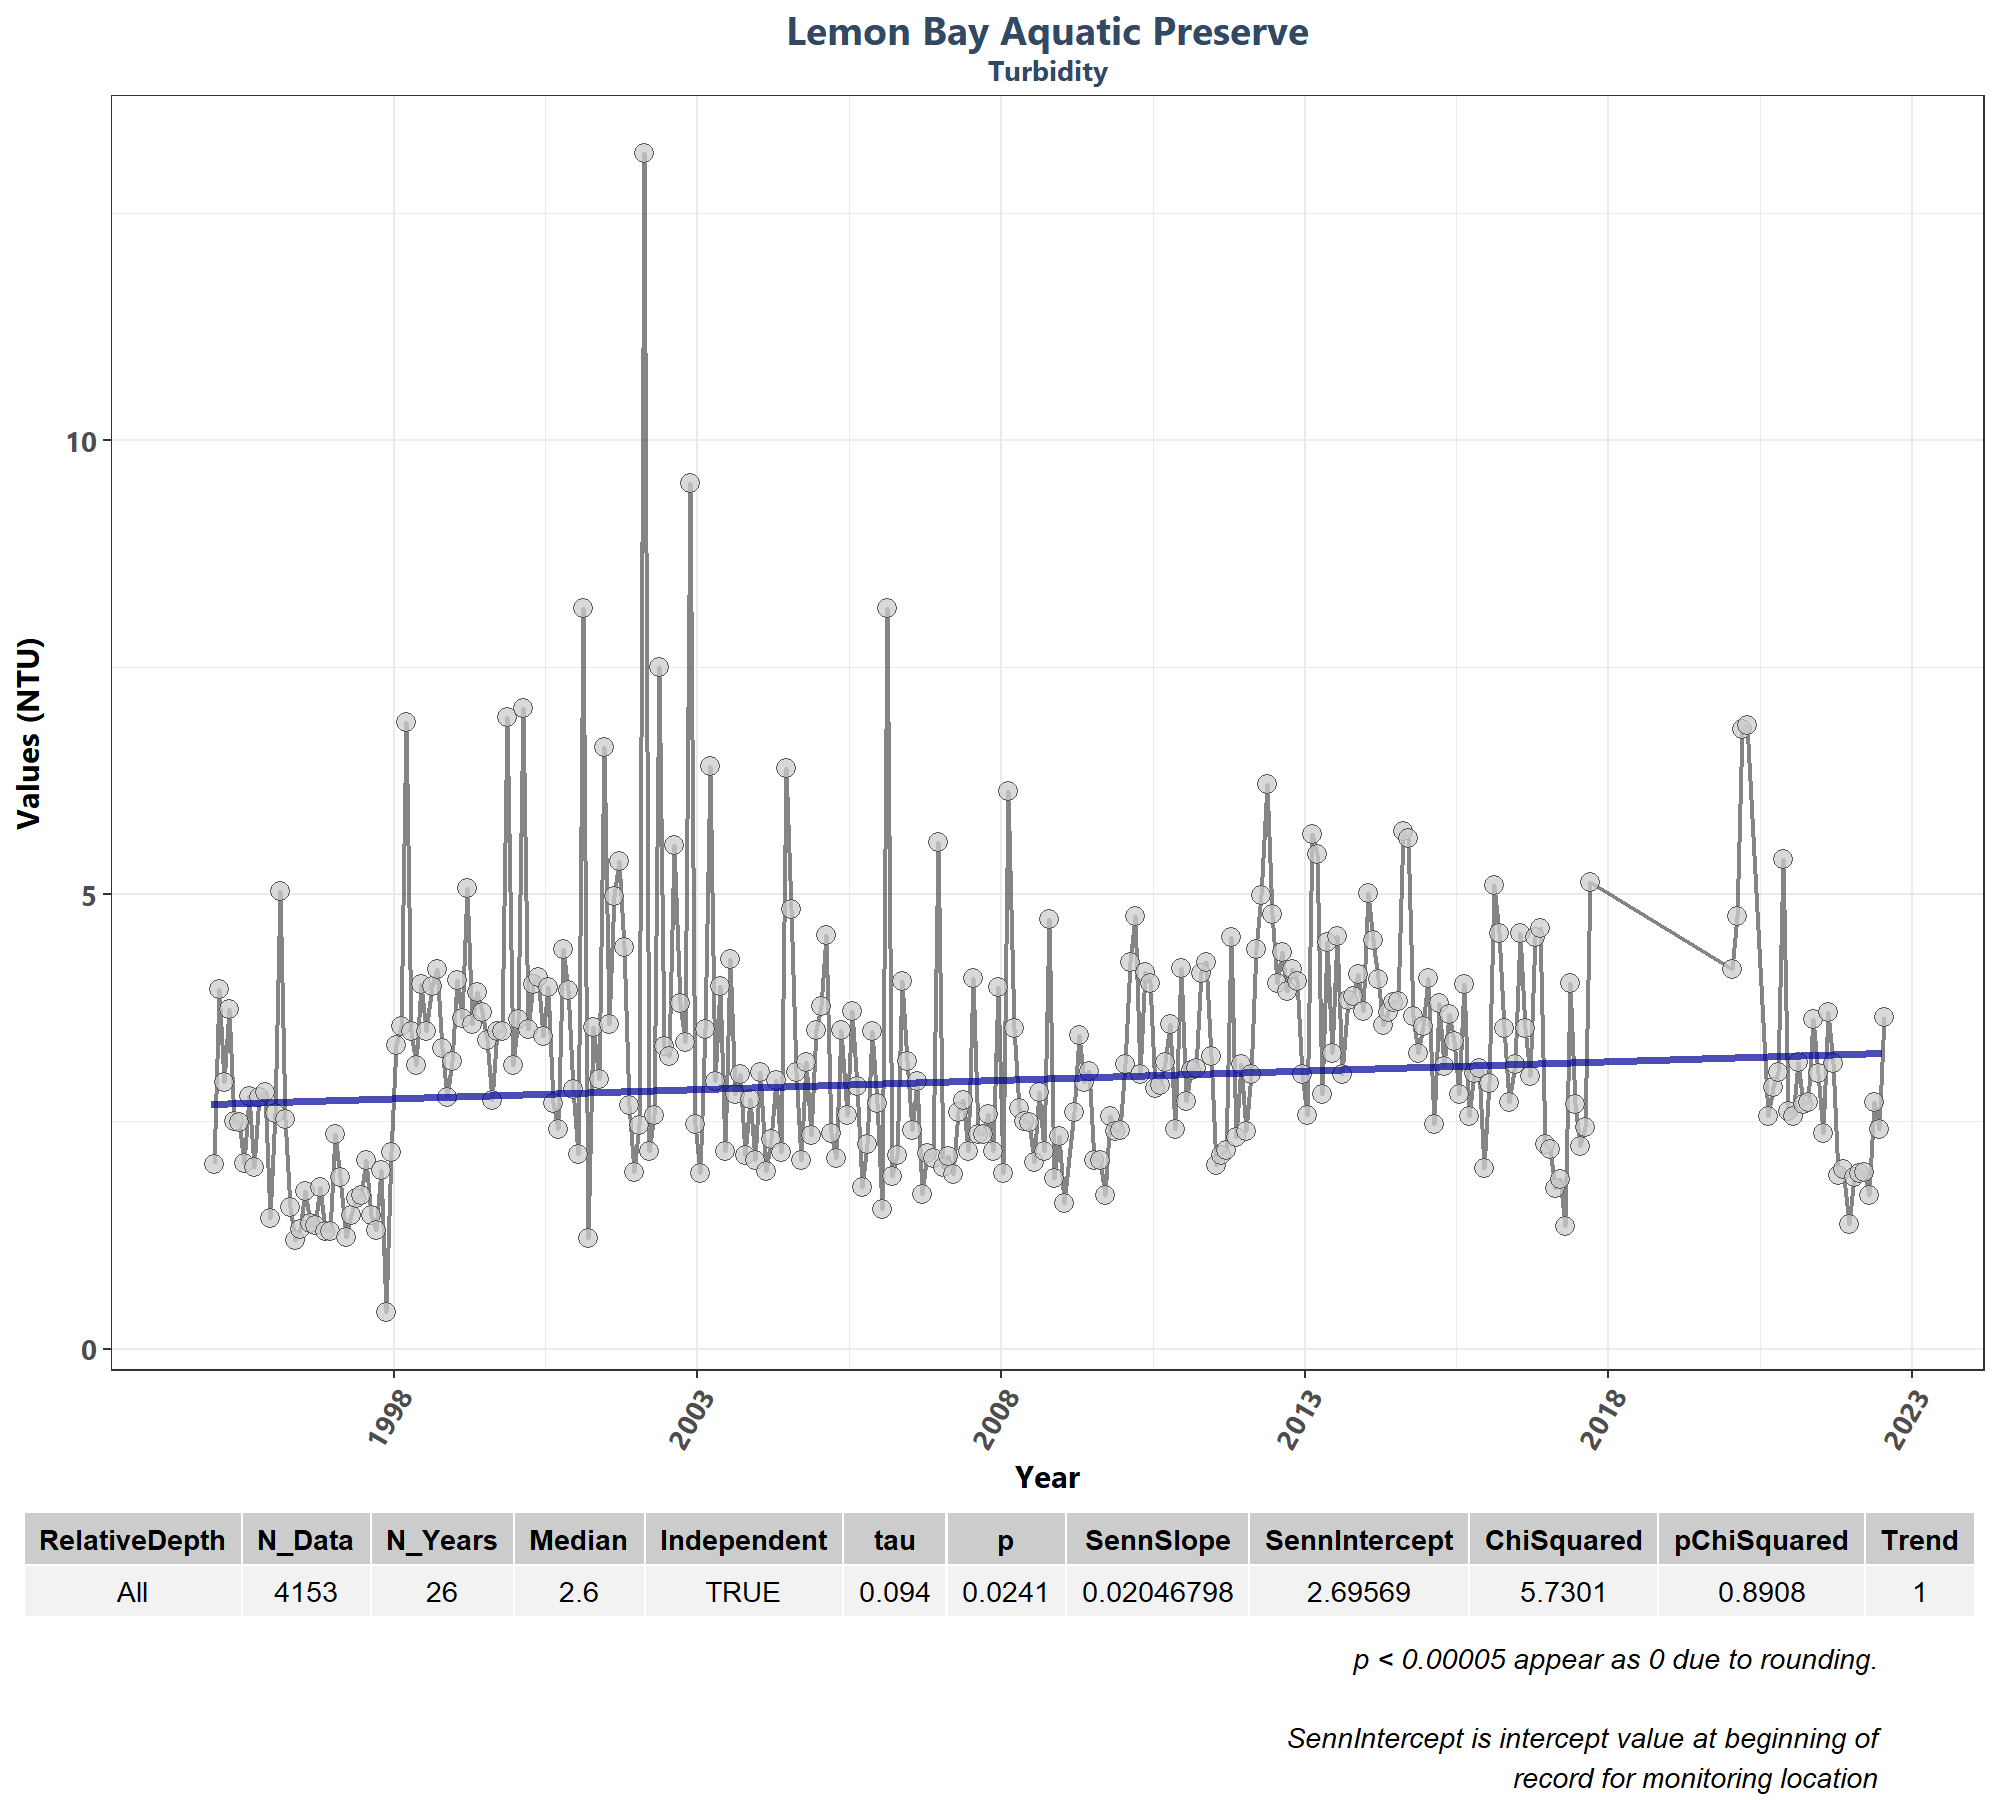 Lemon Bay Aquatic Preserve
Turbidity
Values (NTU)
10
5
0
1998 2003 2008 2013 2018 2023
Year
RelativeDepth N_Data N_Years Median Independent tau p SennSlope SennIntercept ChiSquared pChiSquared Trend
All 4153 26 2.6 TRUE 0.094 0.0241 0.02046798 2.69569 5.7301 0.8908 1
p < 0.00005 appear as 0 due to rounding.
SennIntercept is intercept value at beginning of
record for monitoring location